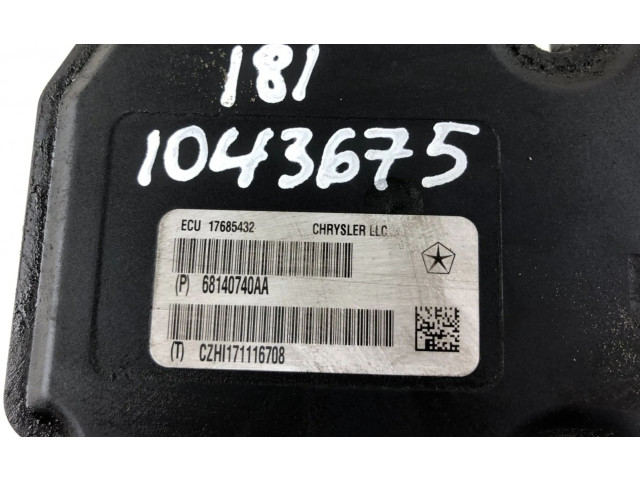 181
1043675
ECU 17685432 CHRYSLER LLC
(P) 68140740AA
(T) CZHI171116708